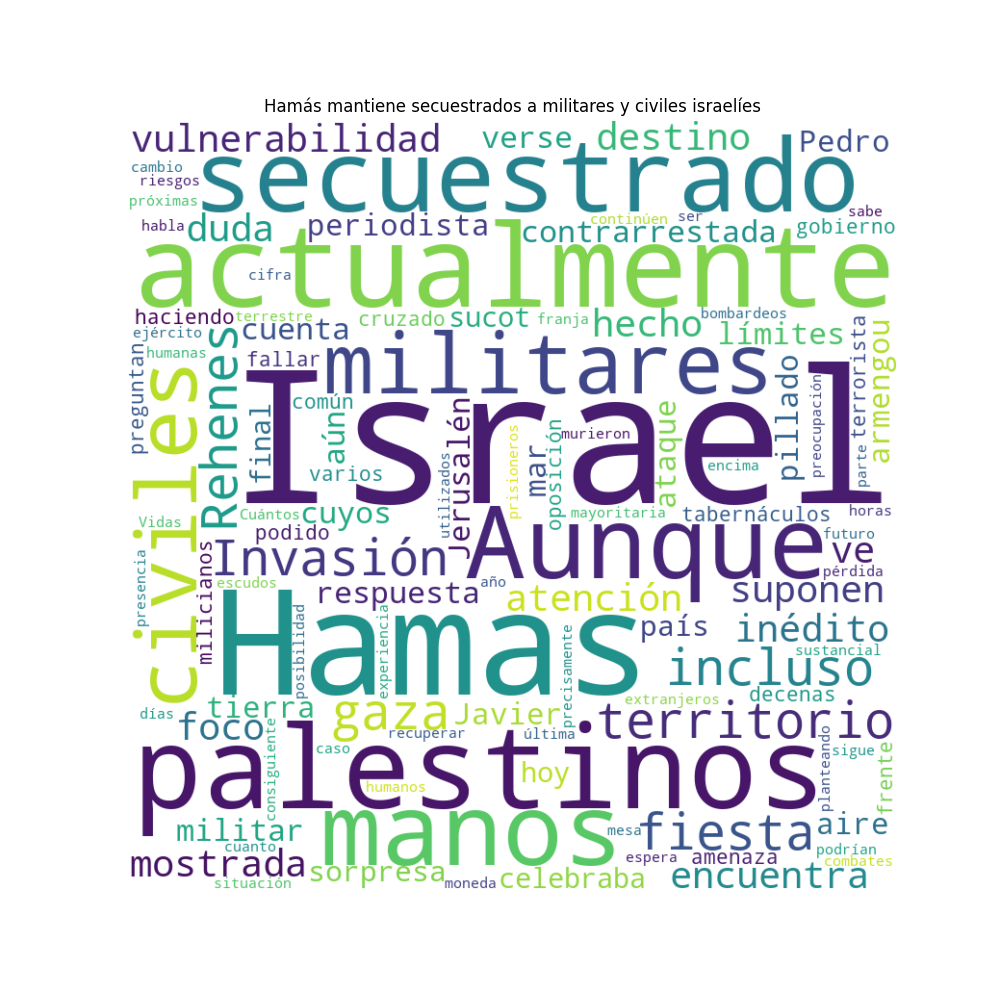 Hamás mantiene secuestrados a militares y civiles israelíes
vulnerabilidad
verse
destino
Pedro
cambio
secuestrado
riesgos
próximas
habla
duda
periodista
continúen
ser
sabe
contrarrestada
gobierno
actualmente
cifra
haciendo
terrestre
cruzado
sucot
franja
hecho
bombardeos
ejército
cuenta
límites
armengou
humanas
fallar
militares
preguntan
Rehenes
civiles
común
final
aún
varios
Israel
Jerusalén
utilizados
prisioneros
mar
oposición
murieron
ataque
encima
pillado
preocupación
parte
terrorista
Vidas
Cuántos
cuyos
mayoritaria
tabernáculos
horas
podido
Invasión
Aunque
futuro
ve
pérdida
presencia
milicianos
escudos
respuesta
año
atención
suponen
Hamas
posibilidad
experiencia
país
inédito
precisamente
incluso
sustancial
decenas
extranjeros
días
tierra
foco
gaza
Javier
recuperar
última
territorio
consiguiente
caso
palestinos
hoy
planteando
sigue
frente
humanos
militar
cuanto
manos
mesa
fiesta
aire
podrían
mostrada
espera
amenaza
combates
situación
sorpresa
moneda
celebraba
encuentra